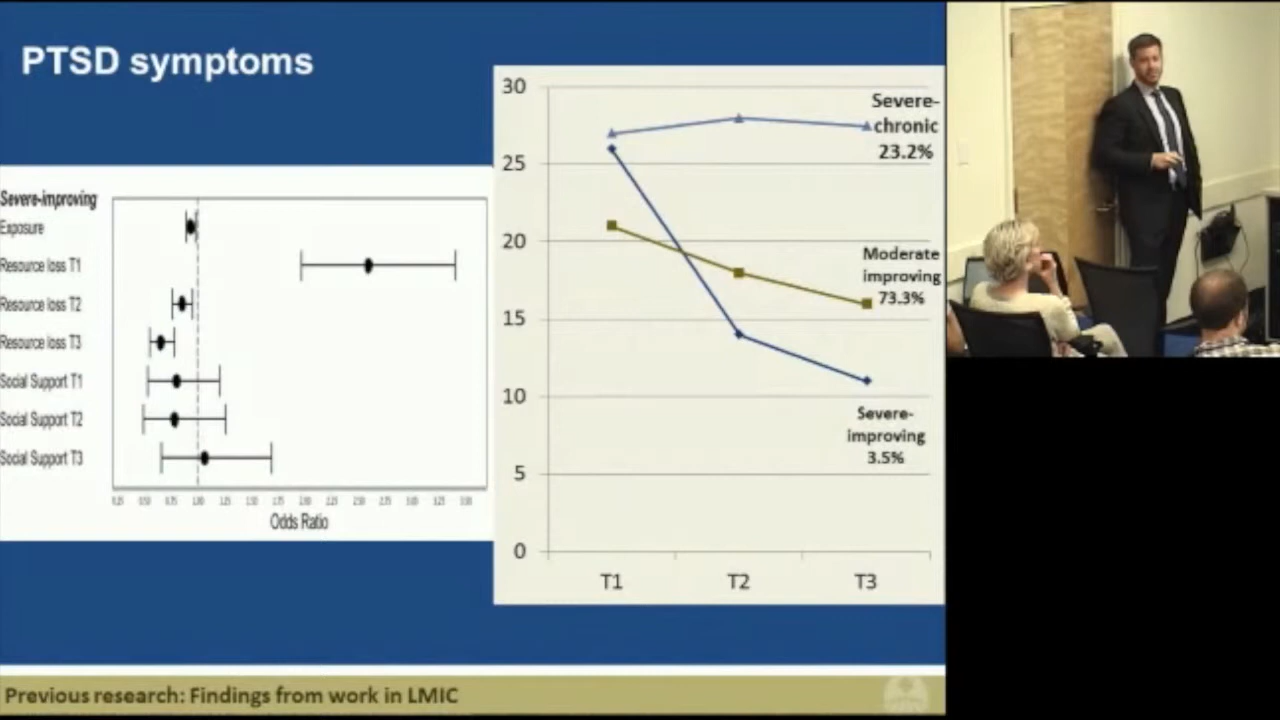 PTSD symptoms
Severe-improving
Exposure
Resource loss T1
Resource loss T2
Resource loss T3
Social Support T1
Social Support T2
Social Support T3
Odds Ratio
30
25
20
15
10
5
0
T1 T2 T3
Severe-
chronic
23.2%
Moderate
improving
73.3%
Severe-
improving
3.5%
Previous research: Findings from work in LMIC